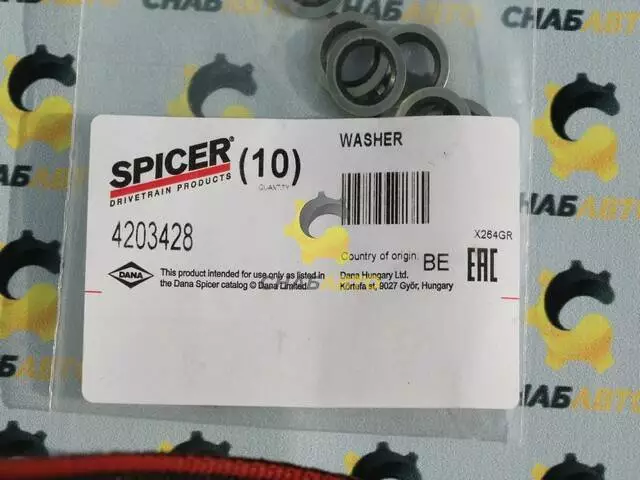 СНАБАВТО
СНАБАВТО
SPICER® (10) WASHER
DRIVETRAIN PRODUCTS
QUANTITY
4203428
X264GR
Country of origin. BE
EAC
DANA
This product intended for use only as listed in
the Dana Spicer catalog © Dana Limited.
Dana Hungary Ltd.
Körtefa st, 9027 Győr, Hungary
СНАБАВТО
СНАБАВТО